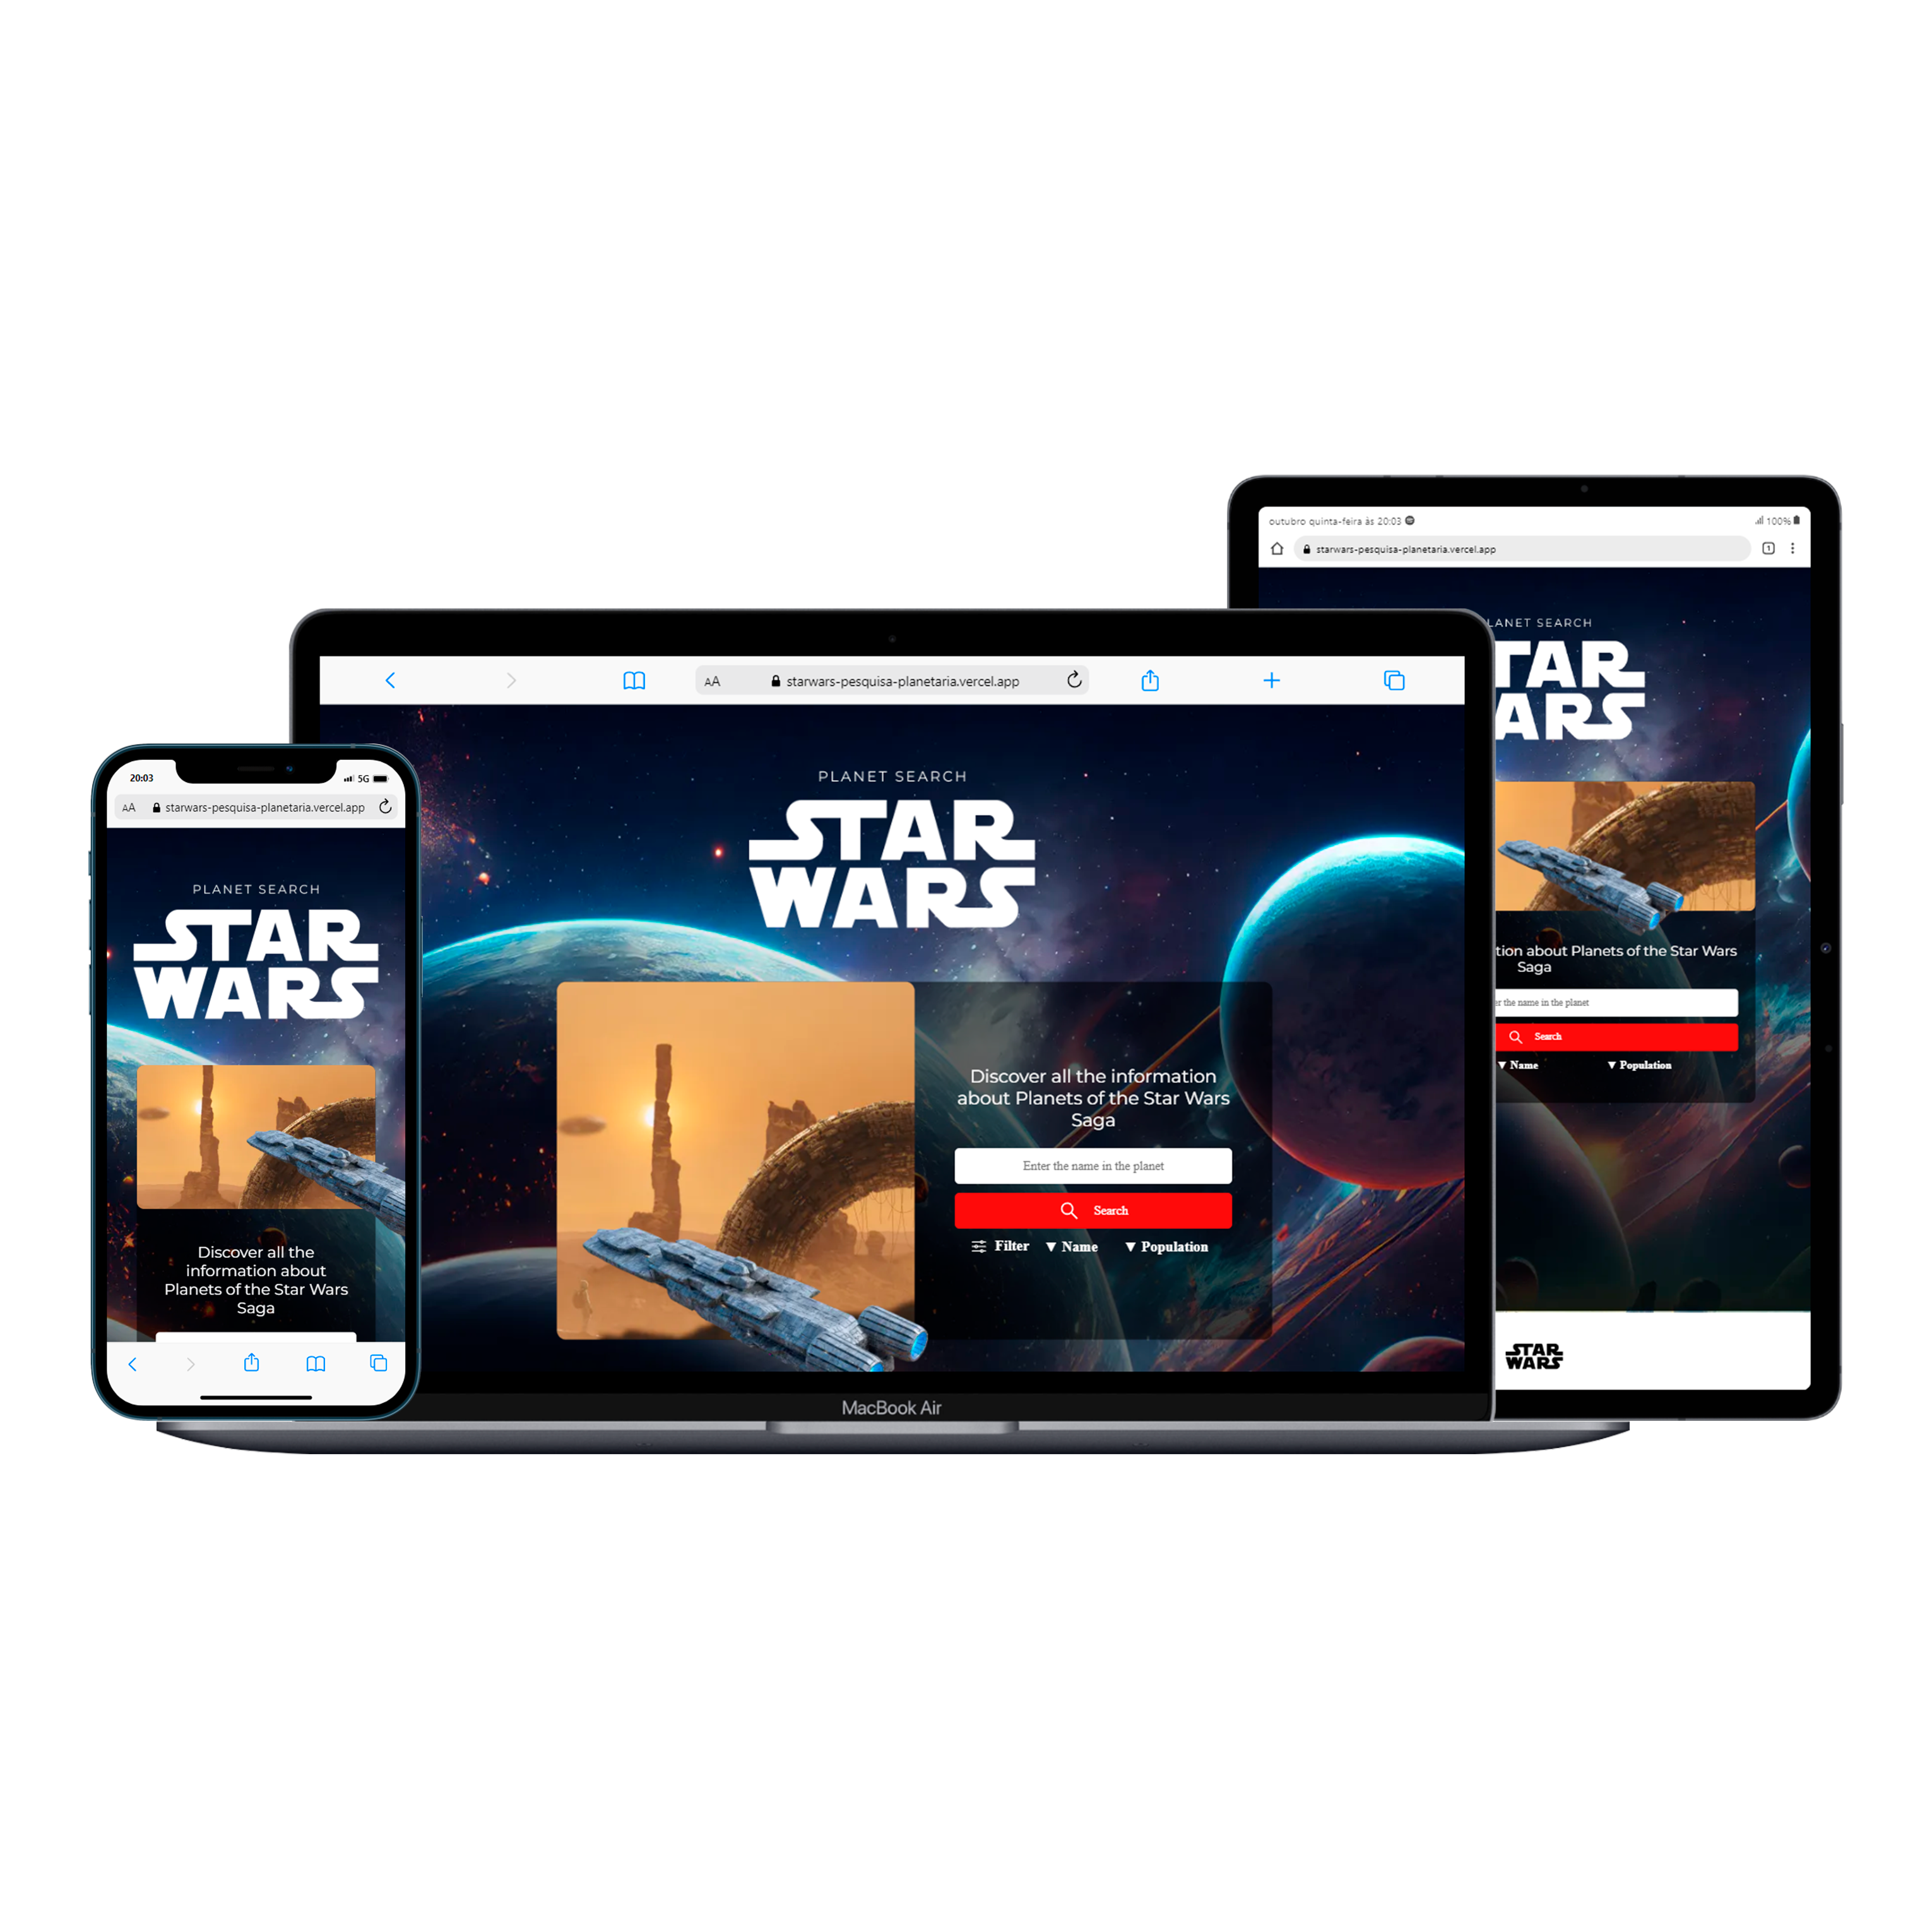 outubro quinta-feira às 20:03
100%
starwars-pesquisa-planetaria.vercel.app
1
LANET SEARCH
TAR
WARS
tion about Planets of the Star Wars
Saga
er the name in the planet
Search
▼ Name ▼ Population
STAR
WARS
AA starwars-pesquisa-planetaria.vercel.app
PLANET SEARCH
STAR
WARS
Discover all the information
about Planets of the Star Wars
Saga
Enter the name in the planet
Search
Filter ▼ Name ▼ Population
MacBook Air
20:03 5G
AA starwars-pesquisa-planetaria.vercel.app
PLANET SEARCH
STAR
WARS
Discover all the
information about
Planets of the Star Wars
Saga